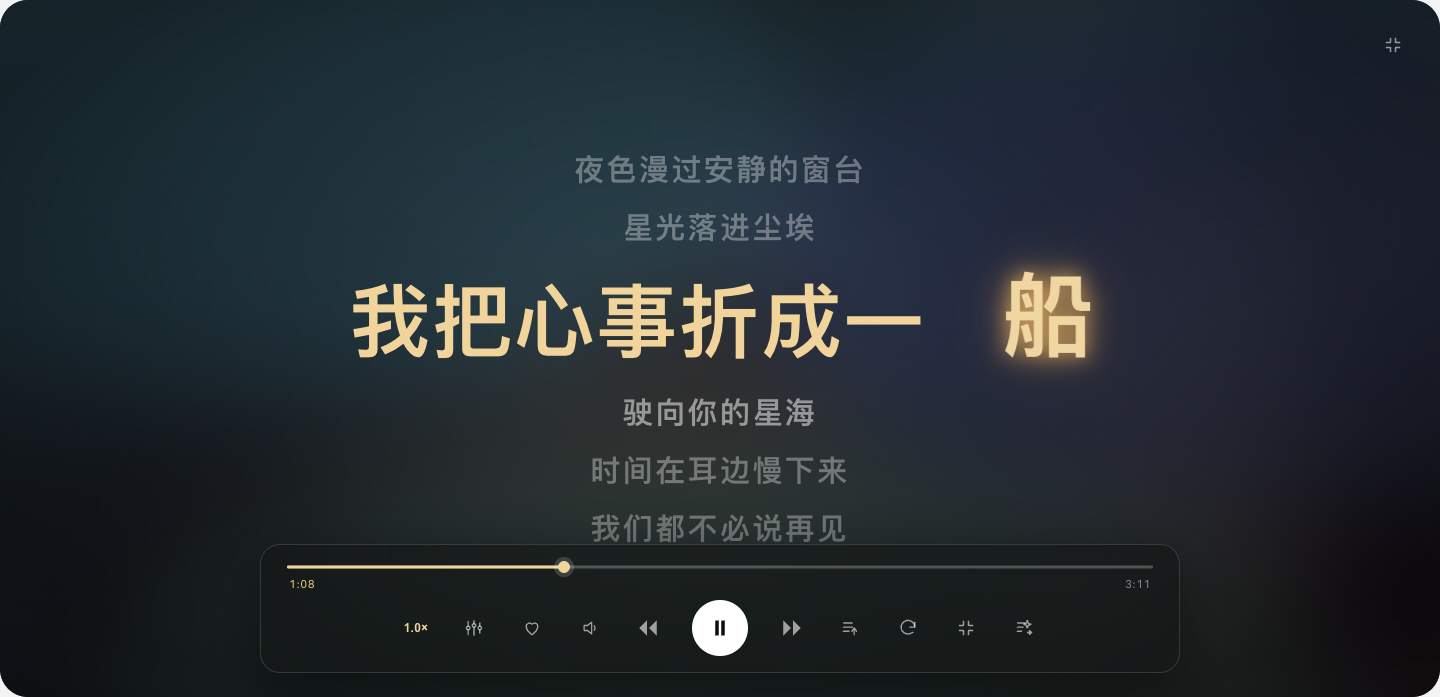 夜色漫过安静的窗台
星光落进尘埃
我把心事折成一 船
驶向你的星海
时间在耳边慢下来
我们都不必说再见
1:08
3:11
1.0×